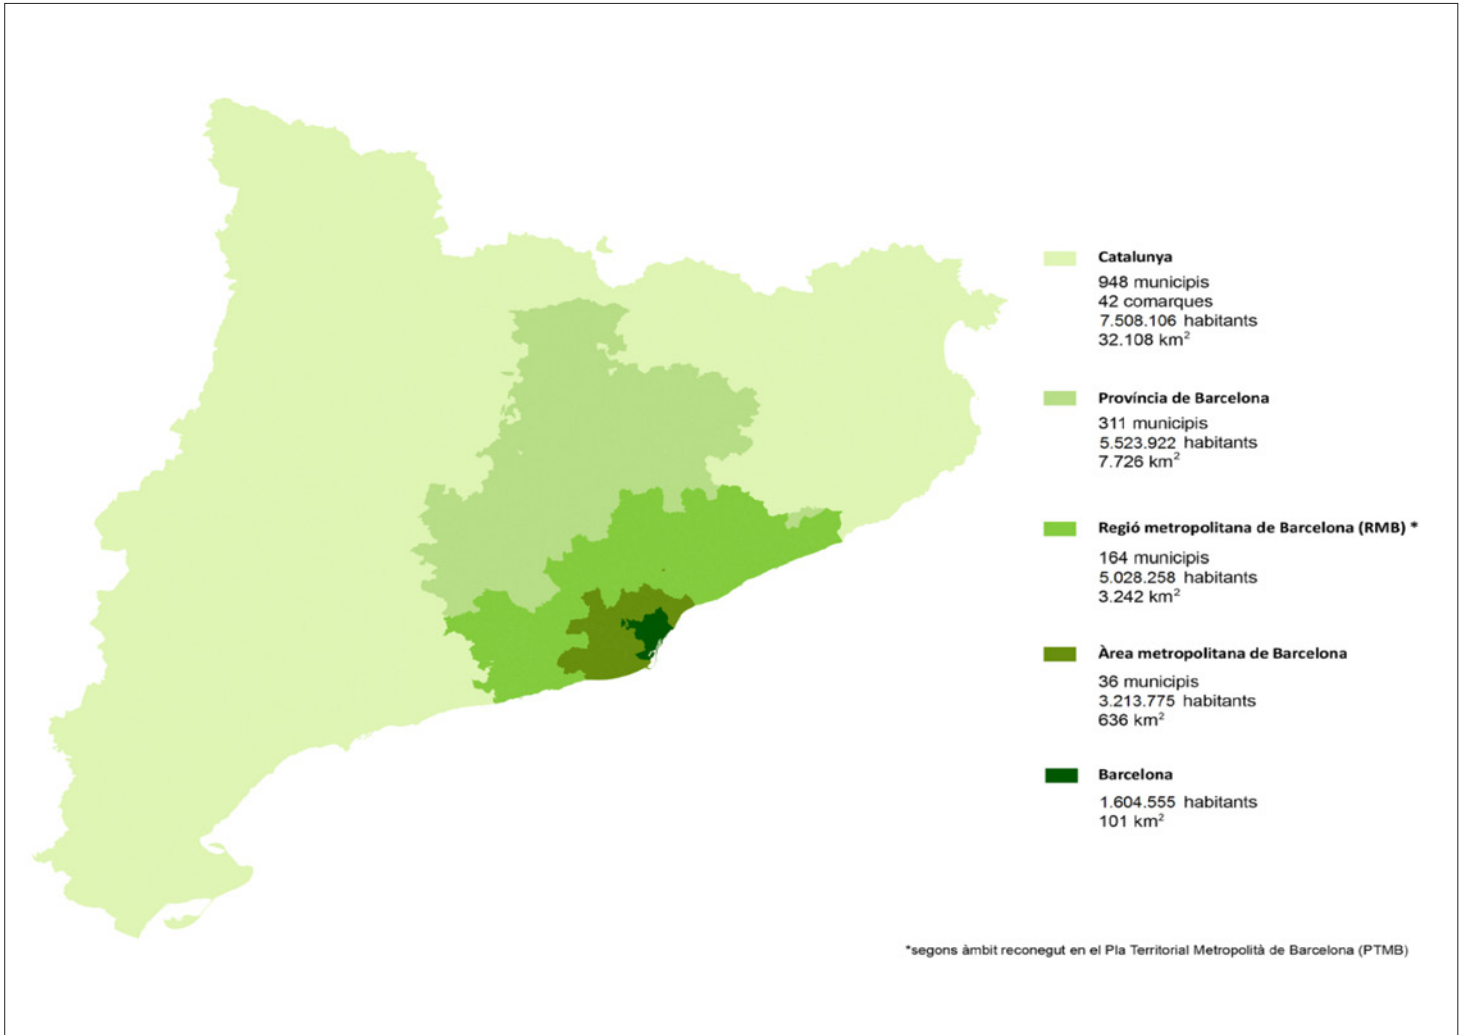 Catalunya
948 municipis
42 comarques
7.508.106 habitants
32.108 km²
Província de Barcelona
311 municipis
5.523.922 habitants
7.726 km²
Regió metropolitana de Barcelona (RMB) *
164 municipis
5.028.258 habitants
3.242 km²
Àrea metropolitana de Barcelona
36 municipis
3.213.775 habitants
636 km²
Barcelona
1.604.555 habitants
101 km²
*segons àmbit reconegut en el Pla Territorial Metropolità de Barcelona (PTMB)